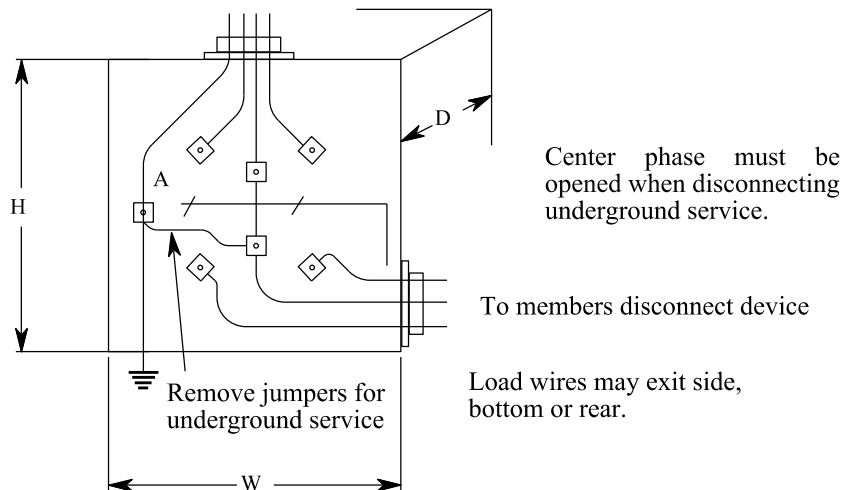 D
Center phase must be
opened when disconnecting
underground service.
A
H
To members disconnect device
Remove jumpers for
underground service
Load wires may exit side,
bottom or rear.
W